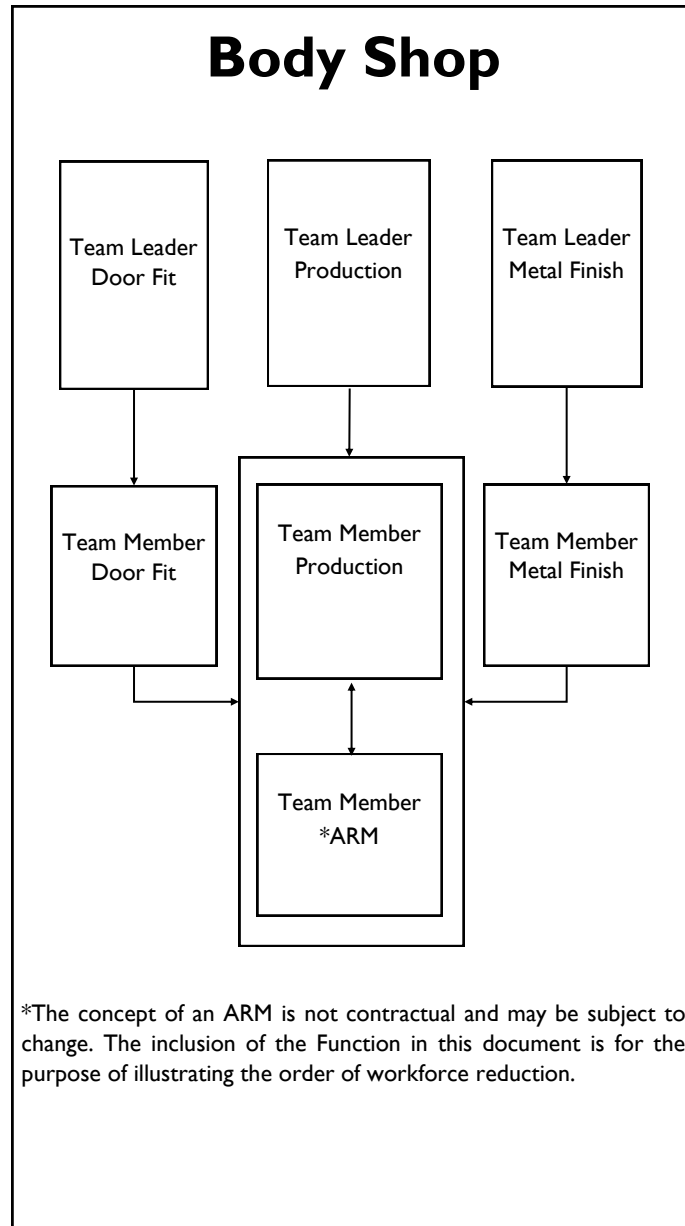 Body Shop
Team Leader
Door Fit
Team Leader
Production
Team Leader
Metal Finish
Team Member
Door Fit
Team Member
Production
Team Member
Metal Finish
Team Member
*ARM
*The concept of an ARM is not contractual and may be subject to
change. The inclusion of the Function in this document is for the
purpose of illustrating the order of workforce reduction.